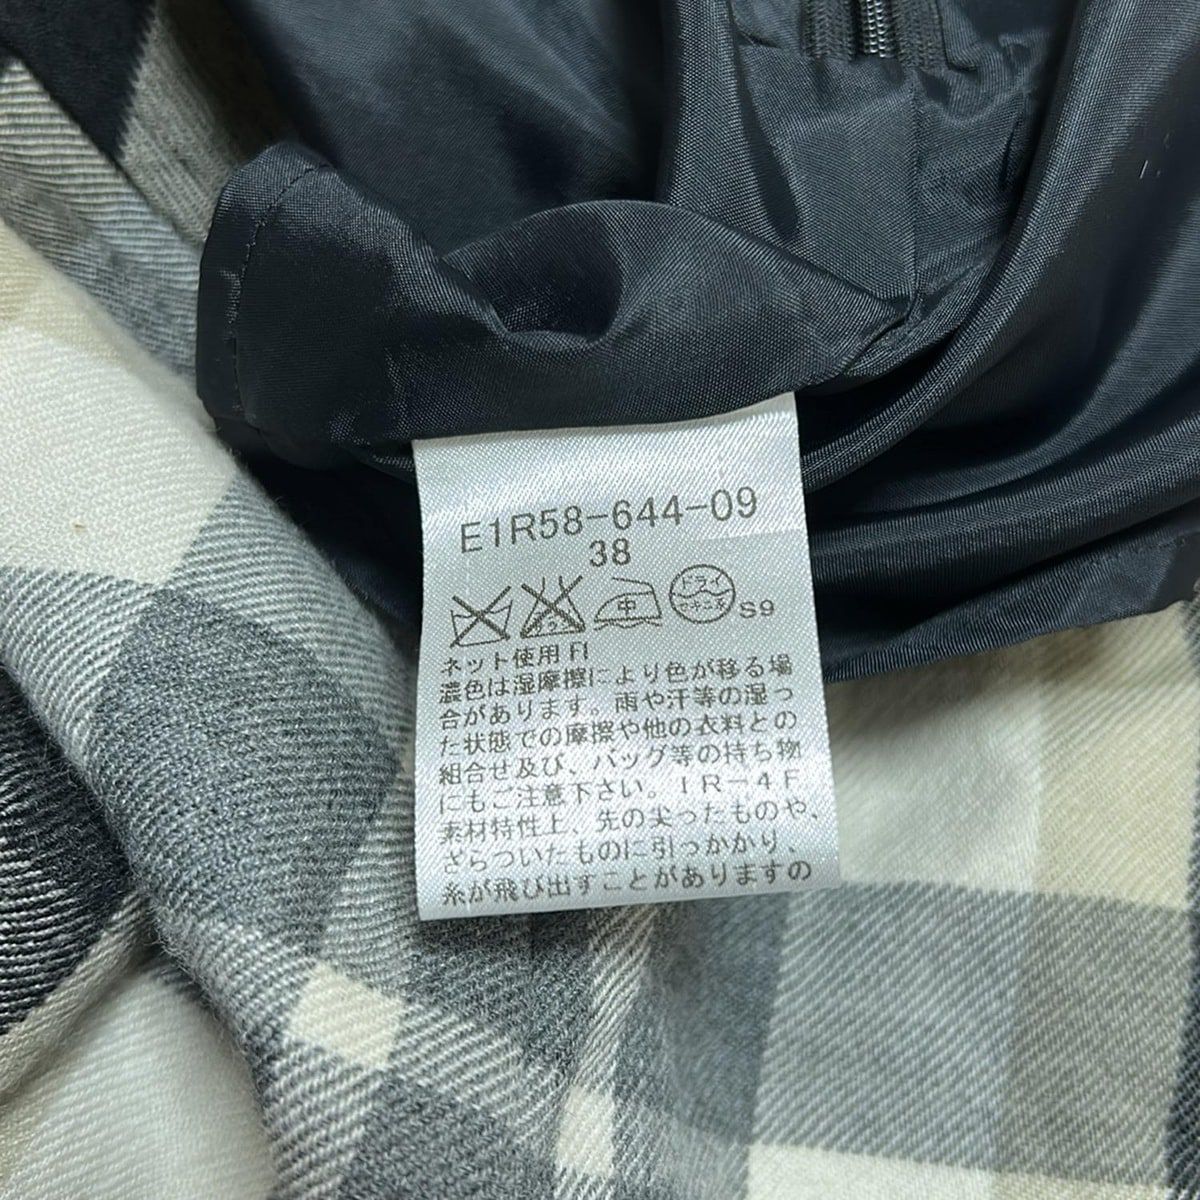 E1R58-644-09
38
中 ドライ セキユ系 S9
ネット使用 FI
濃色は湿摩擦により色が移る場
合があります。雨や汗等の湿っ
た状態での摩擦や他の衣料との
組合せ及び、バッグ等の持ち物
にもご注意下さい。IR-4F
素材特性上、先の尖ったものや、
ざらついたものに引っかかり、
糸が飛び出すことがありますの